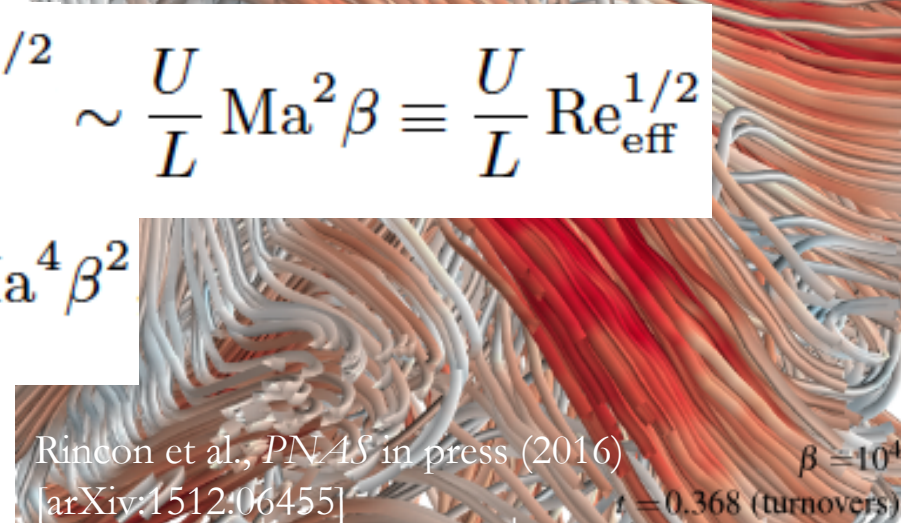 /2 ∼ U/L Ma² β ≡ U/L Re_eff^{1/2}
a⁴β²
Rincon et al., PNAS in press (2016)
[arXiv:1512.06455]
β = 10⁴
t = 0.368 (turnovers)